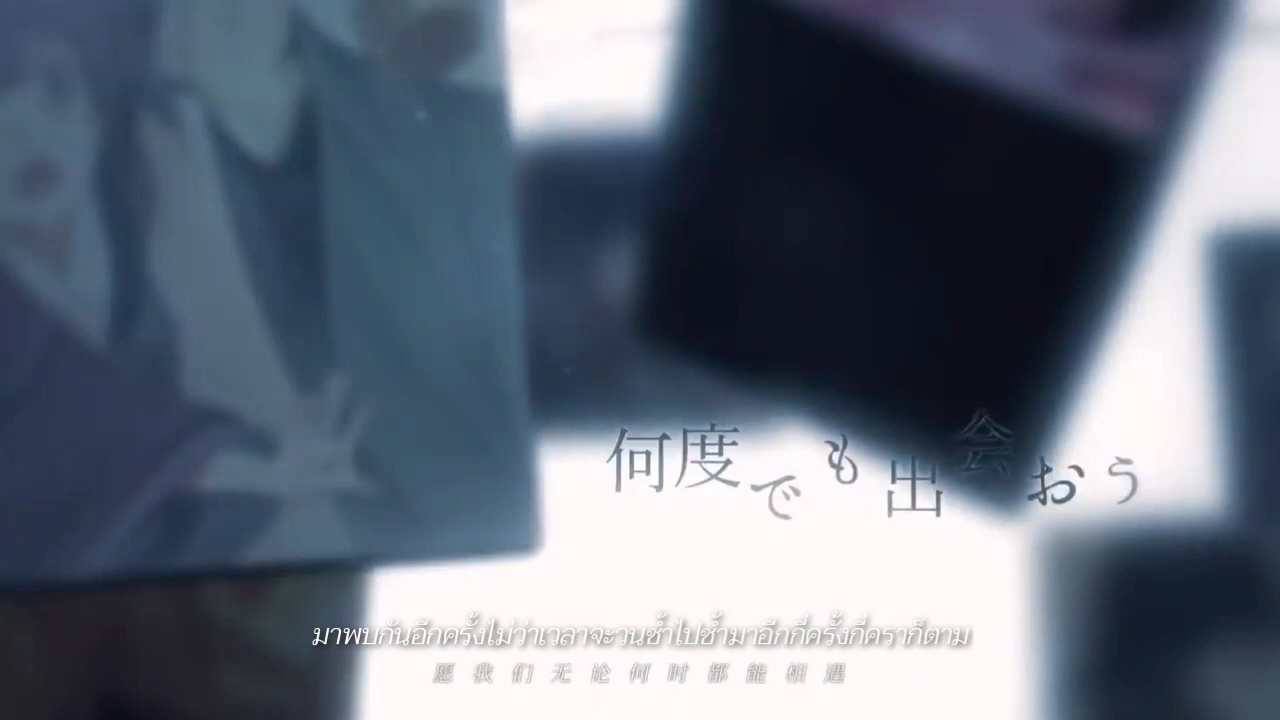 何度でも出会おう
มาพบกันอีกครั้งไม่ว่าเวลาจะวนซ้ำไปซ้ำมาอีกกี่ครั้งกี่คราก็ตาม
愿我们无论何时都能相遇